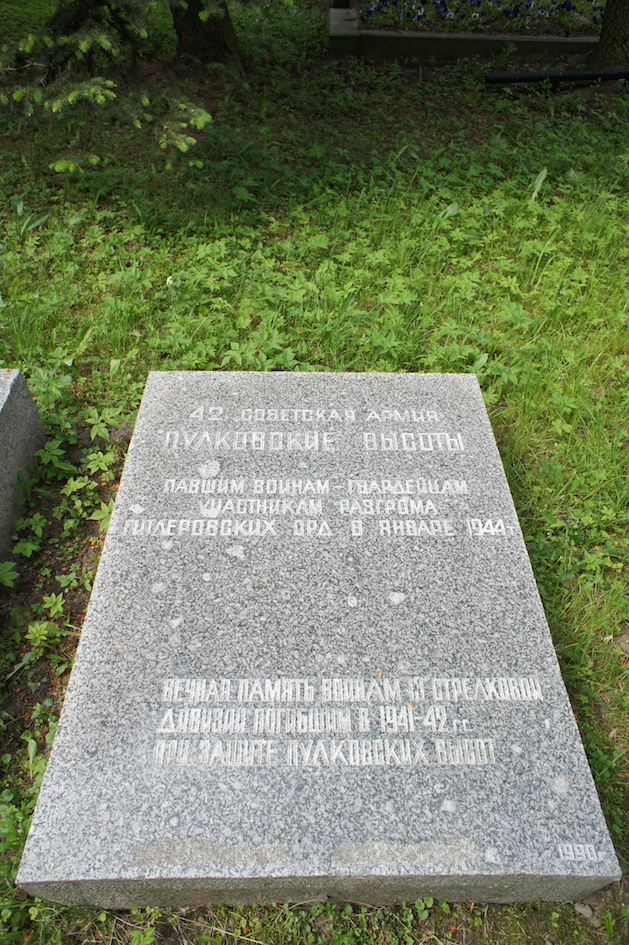 42. СОВЕТСКАЯ АРМИЯ
ПУЛКОВСКИЕ ВЫСОТЫ
ПАВШИМ ВОИНАМ-ГВАРДЕЙЦАМ
УЧАСТНИКАМ РАЗГРОМА
ГИТЛЕРОВСКИХ ОРД В ЯНВАРЕ 1944г.
ВЕЧНАЯ ПАМЯТЬ ВОИНАМ 13 СТРЕЛКОВОЙ
ДИВИЗИИ ПОГИБШИМ В 1941-42 г.г.
ПРИ ЗАЩИТЕ ПУЛКОВСКИХ ВЫСОТ
1990